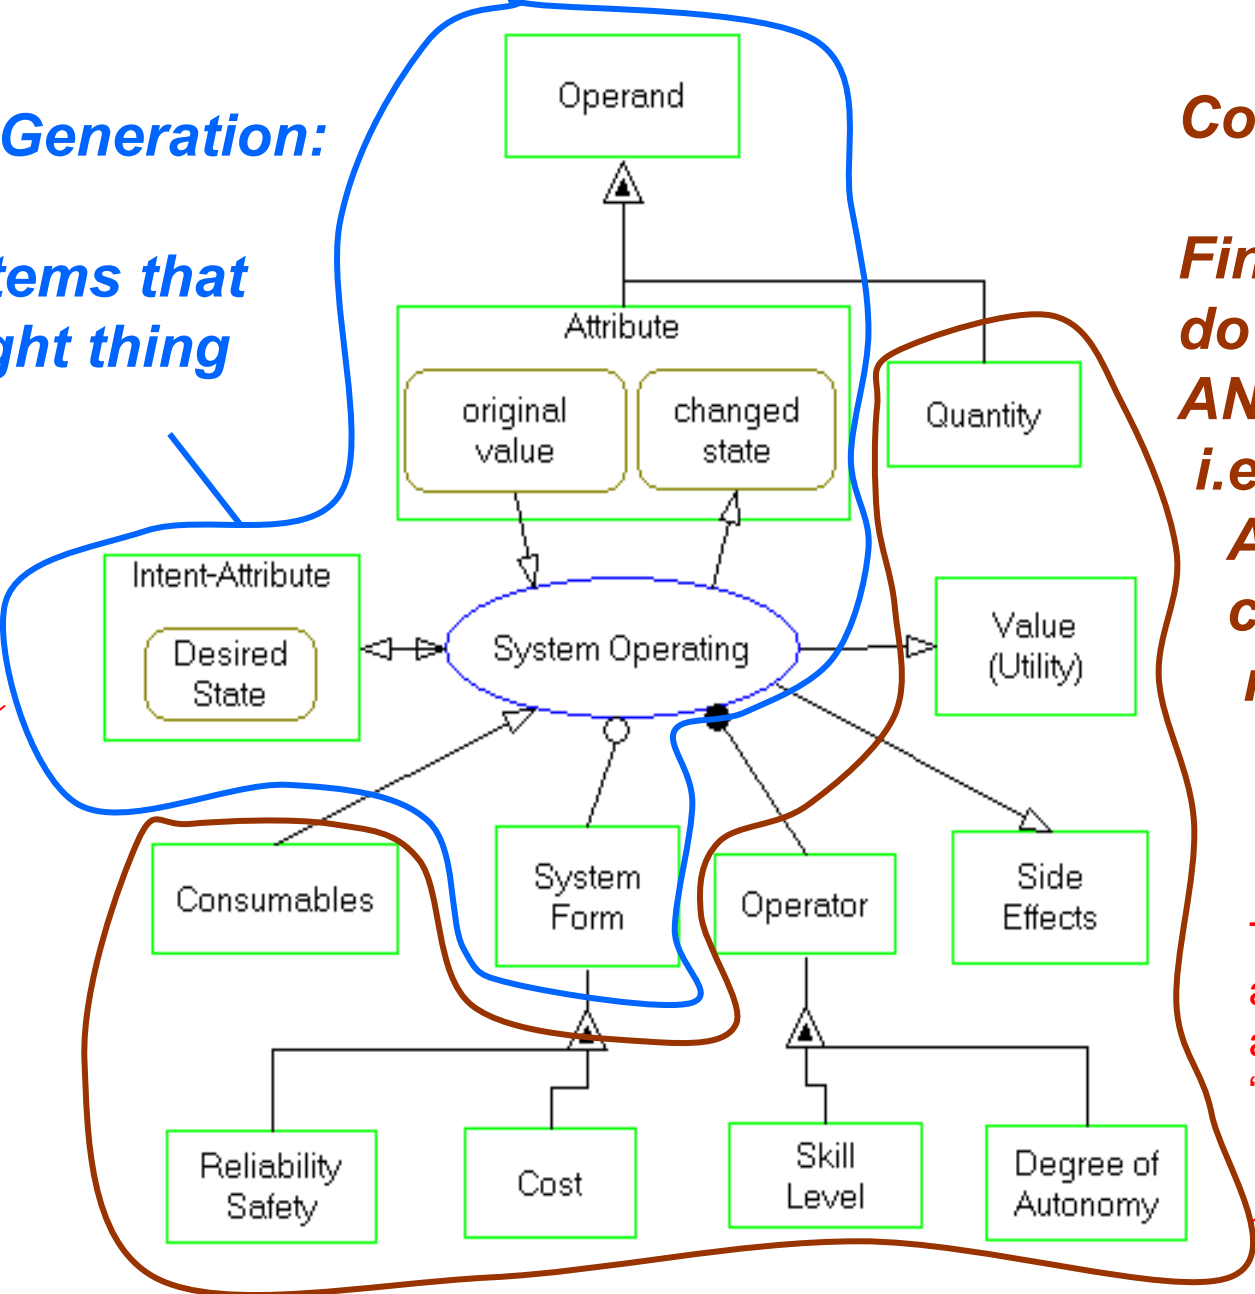 Generation:
tems that
ght thing
Operand
Attribute
original
value
changed
state
Quantity
Intent-Attribute
Desired
State
System Operating
Value
(Utility)
Consumables
System
Form
Operator
Side
Effects
Reliability
Safety
Cost
Skill
Level
Degree of
Autonomy
Co
Fin
do
AN
i.e
A
c
a
a